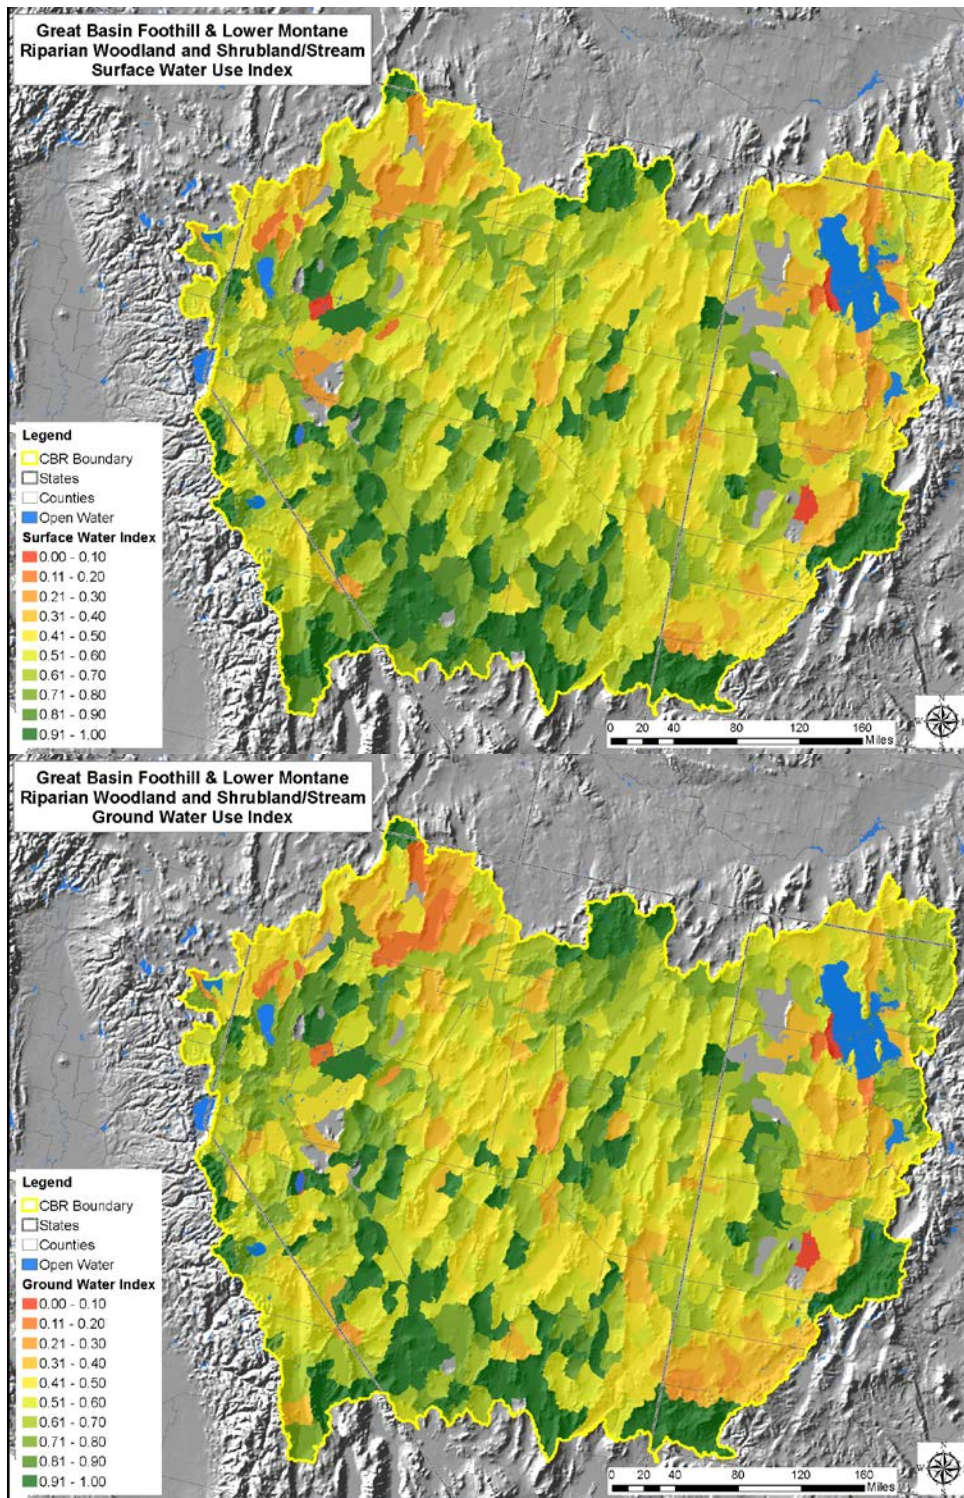 Great Basin Foothill & Lower Montane
Riparian Woodland and Shrubland/Stream
Surface Water Use Index
Legend
CBR Boundary
States
Counties
Open Water
Surface Water Index
0.00 - 0.10
0.11 - 0.20
0.21 - 0.30
0.31 - 0.40
0.41 - 0.50
0.51 - 0.60
0.61 - 0.70
0.71 - 0.80
0.81 - 0.90
0.91 - 1.00
N
W
0 20 40 80 120 160
Miles
Great Basin Foothill & Lower Montane
Riparian Woodland and Shrubland/Stream
Ground Water Use Index
Legend
CBR Boundary
States
Counties
Open Water
Ground Water Index
0.00 - 0.10
0.11 - 0.20
0.21 - 0.30
0.31 - 0.40
0.41 - 0.50
0.51 - 0.60
0.61 - 0.70
0.71 - 0.80
0.81 - 0.90
0.91 - 1.00
N
W
0 20 40 80 120 160
Miles